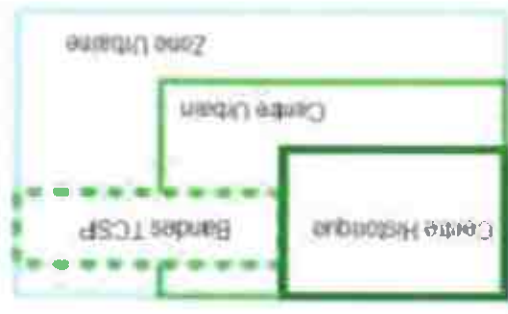 Centre Historique
Bandes TCSP
Centre Urbain
Zone Urbaine